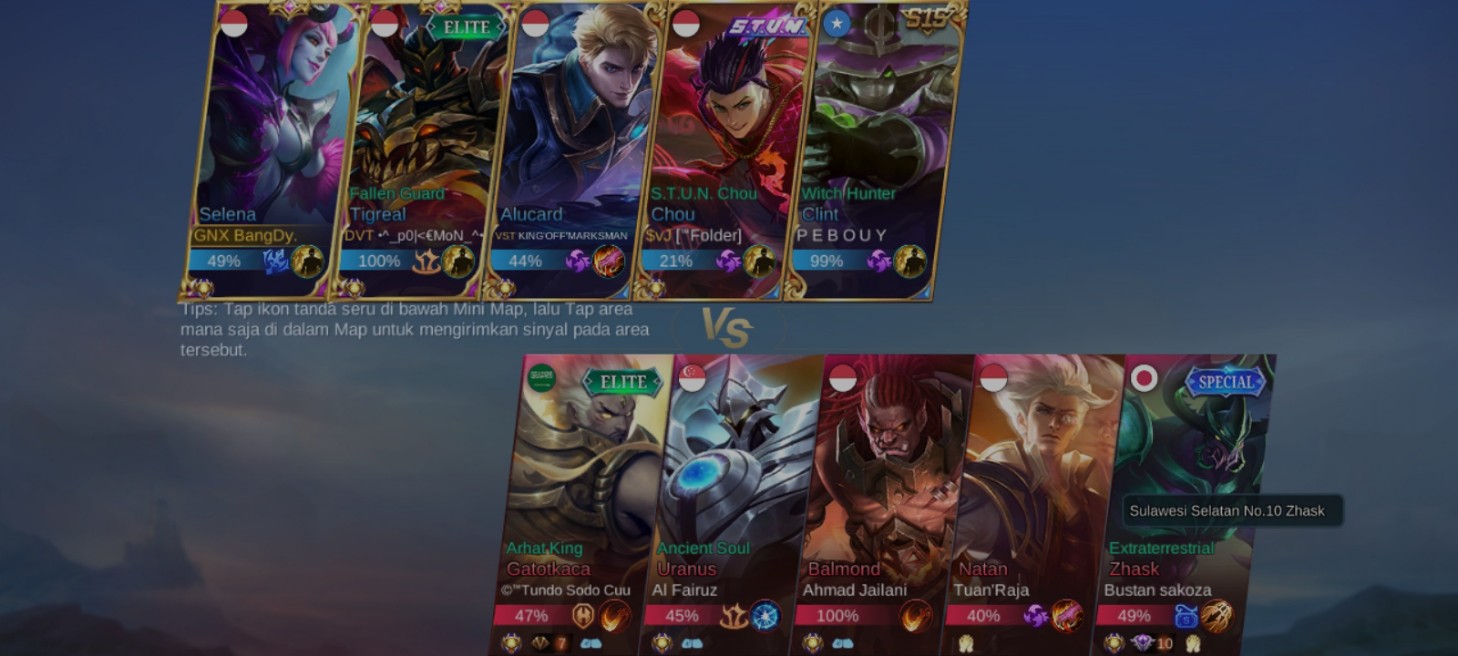 ELITE
S.T.U.N.
S15
Selena
GNX BangDy.
49%
Fallen Guard
Tigreal
DVT •^_p0|<€MoN_^•
100%
Alucard
VST KING'OFF'MARKSMAN
44%
S.T.U.N. Chou
Chou
$vJ ["Folder]
21%
Witch Hunter
Clint
P E B O U Y
99%
Tips: Tap ikon tanda seru di bawah Mini Map, lalu Tap area
mana saja di dalam Map untuk mengirimkan sinyal pada area
tersebut.
VS
ELITE
SPECIAL
Sulawesi Selatan No.10 Zhask
Arhat King
Gatotkaca
©™Tundo Sodo Cuu
47%
Ancient Soul
Uranus
Al Fairuz
45%
Balmond
Ahmad Jailani
100%
Natan
Tuan'Raja
40%
Extraterrestrial
Zhask
Bustan sakoza
49%
10